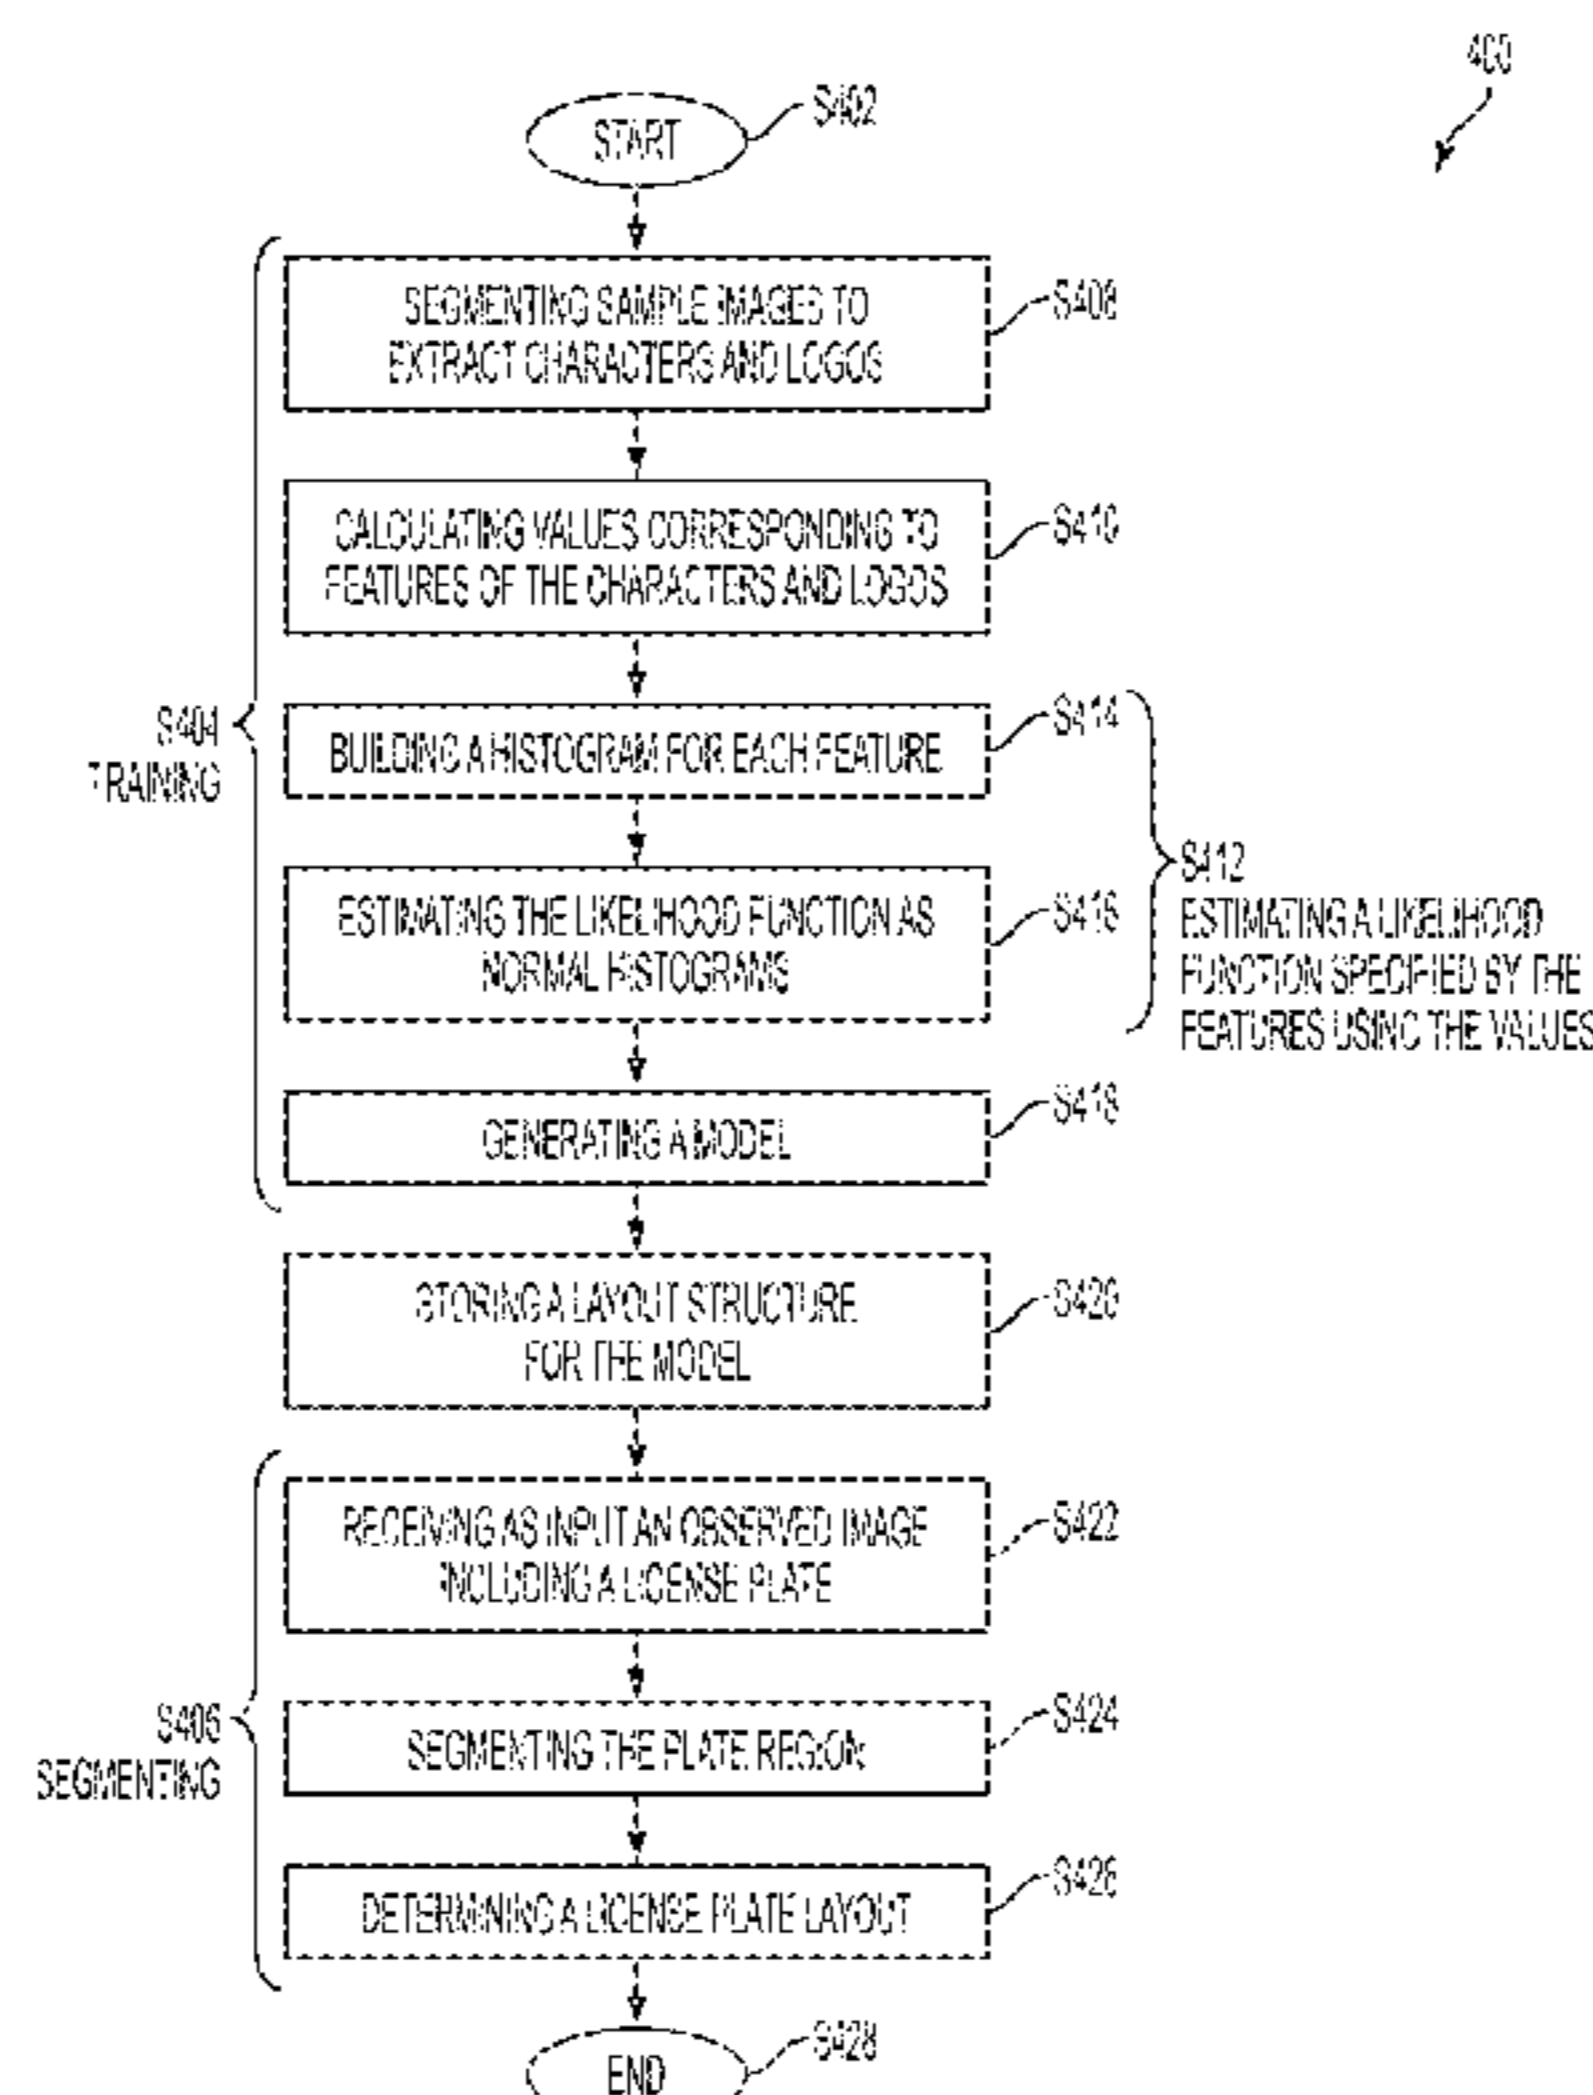 400
START
S402
SEGMENTING SAMPLE IMAGES TO
EXTRACT CHARACTERS AND LOGOS
S408
CALCULATING VALUES CORRESPONDING TO
FEATURES OF THE CHARACTERS AND LOGOS
S410
S404
TRAINING
BUILDING A HISTOGRAM FOR EACH FEATURE
S414
ESTIMATING THE LIKELIHOOD FUNCTION AS
NORMAL HISTOGRAMS
S416
S412
ESTIMATING A LIKELIHOOD
FUNCTION SPECIFIED BY THE
FEATURES USING THE VALUES
GENERATING A MODEL
S418
STORING A LAYOUT STRUCTURE
FOR THE MODEL
S420
RECEIVING AS INPUT AN OBSERVED IMAGE
INCLUDING A LICENSE PLATE
S422
S406
SEGMENTING
SEGMENTING THE PLATE REGION
S424
DETERMINING A LICENSE PLATE LAYOUT
S426
END
S428